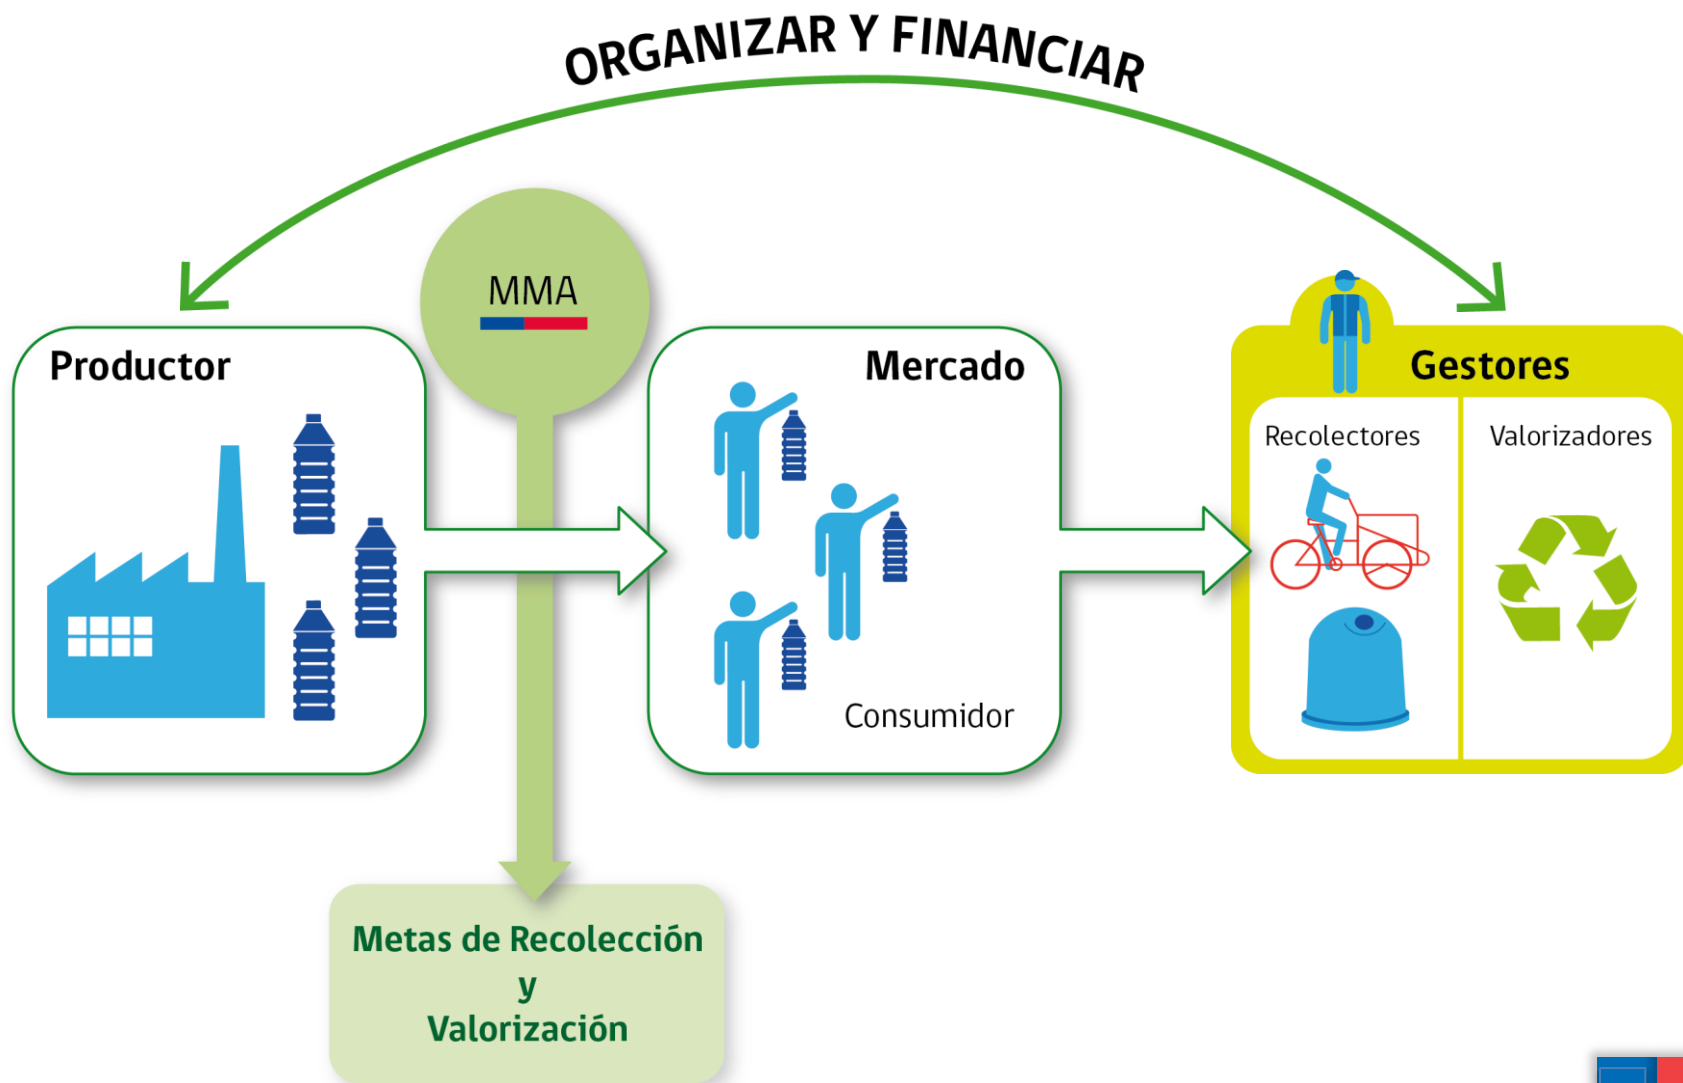 ORGANIZAR Y FINANCIAR
MMA
Productor
Mercado
Consumidor
Gestores
Recolectores
Valorizadores
Metas de Recolección
y
Valorización